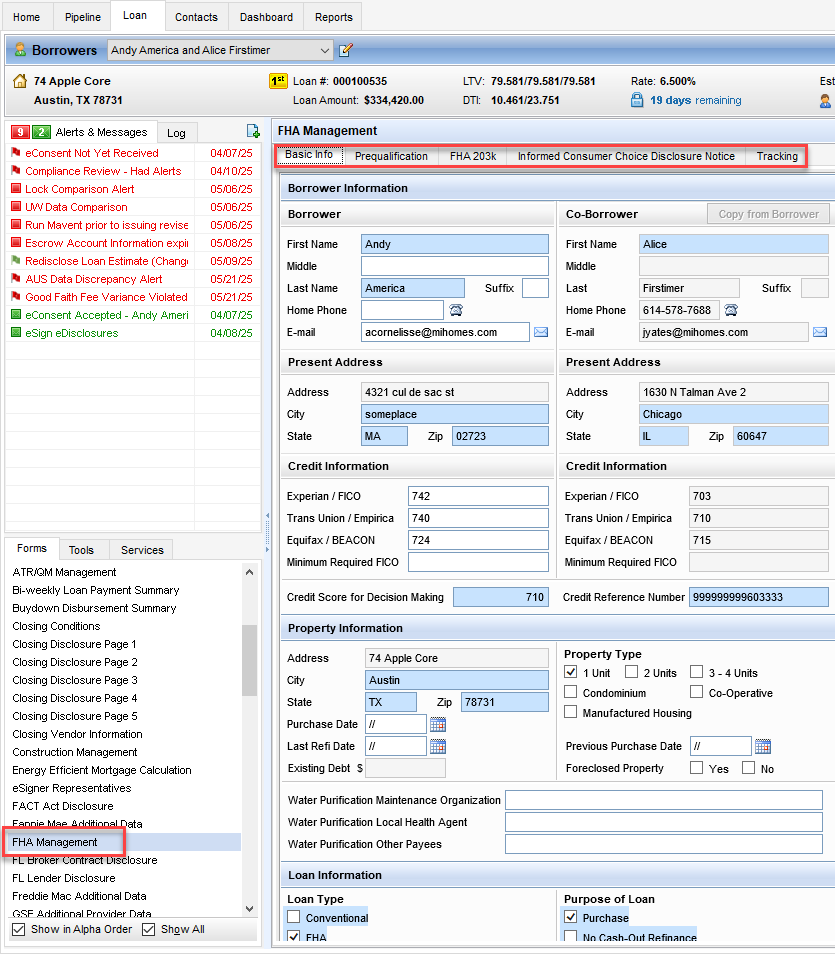 Home Pipeline Loan Contacts Dashboard Reports
Borrowers Andy America and Alice Firstimer
74 Apple Core 1st Loan #: 000100535 LTV: 79.581/79.581/79.581 Rate: 6.500% Est
Austin, TX 78731 Loan Amount: $334,420.00 DTI: 10.461/23.751 19 days remaining
9 2 Alerts & Messages Log
eConsent Not Yet Received 04/07/25
Compliance Review - Had Alerts 04/10/25
Lock Comparison Alert 05/06/25
UW Data Comparison 05/06/25
Run Mavent prior to issuing revise 05/06/25
Escrow Account Information expir 05/08/25
Redisclose Loan Estimate (Chang 05/09/25
AUS Data Discrepancy Alert 05/21/25
Good Faith Fee Variance Violated 05/21/25
eConsent Accepted - Andy Ameri 04/07/25
eSign eDisclosures 04/08/25
Forms Tools Services
ATR/QM Management
Bi-weekly Loan Payment Summary
Buydown Disbursement Summary
Closing Conditions
Closing Disclosure Page 1
Closing Disclosure Page 2
Closing Disclosure Page 3
Closing Disclosure Page 4
Closing Disclosure Page 5
Closing Vendor Information
Construction Management
Energy Efficient Mortgage Calculation
eSigner Representatives
FACT Act Disclosure
Fannie Mae Additional Data
FHA Management
FL Broker Contract Disclosure
FL Lender Disclosure
Freddie Mac Additional Data
GSE Additional Provider Data
Show in Alpha Order Show All
FHA Management
Basic Info Prequalification FHA 203k Informed Consumer Choice Disclosure Notice Tracking
Borrower Information
Borrower Co-Borrower Copy from Borrower
First Name Andy First Name Alice
Middle Middle
Last Name America Suffix Last Firstimer Suffix
Home Phone Home Phone 614-578-7688
E-mail acornelisse@mihomes.com E-mail jyates@mihomes.com
Present Address Present Address
Address 4321 cul de sac st Address 1630 N Talman Ave 2
City someplace City Chicago
State MA Zip 02723 State IL Zip 60647
Credit Information Credit Information
Experian / FICO 742 Experian / FICO 703
Trans Union / Empirica 740 Trans Union / Empirica 710
Equifax / BEACON 724 Equifax / BEACON 715
Minimum Required FICO Minimum Required FICO
Credit Score for Decision Making 710 Credit Reference Number 999999999603333
Property Information
Address 74 Apple Core Property Type
City Austin 1 Unit 2 Units 3 - 4 Units
State TX Zip 78731 Condominium Co-Operative
Purchase Date // Manufactured Housing
Last Refi Date // Previous Purchase Date //
Existing Debt $ Foreclosed Property Yes No
Water Purification Maintenance Organization
Water Purification Local Health Agent
Water Purification Other Payees
Loan Information
Loan Type Purpose of Loan
Conventional Purchase
FHA No Cash-Out Refinance